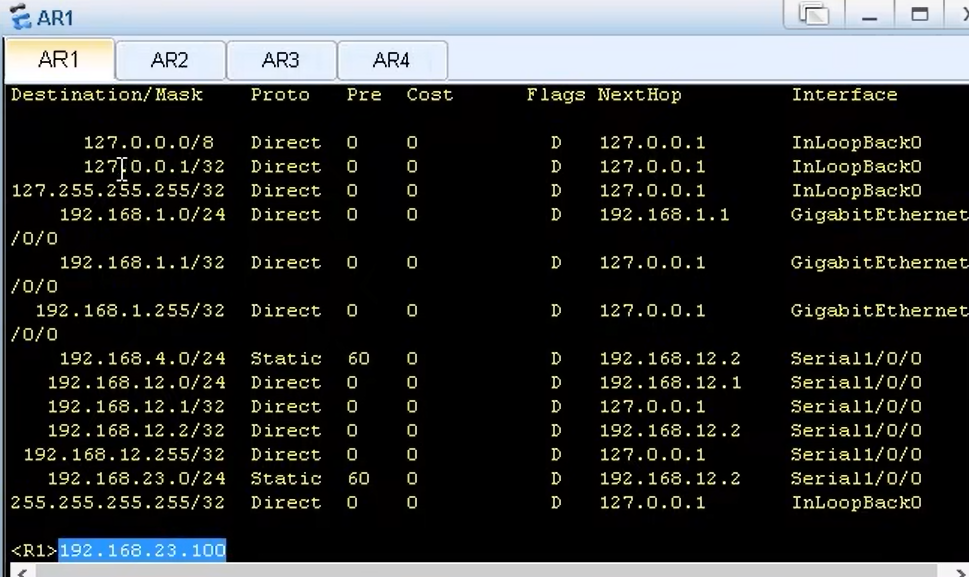 AR1
AR1 AR2 AR3 AR4
Destination/Mask Proto Pre Cost Flags NextHop Interface
127.0.0.0/8 Direct 0 0 D 127.0.0.1 InLoopBack0
127.0.0.1/32 Direct 0 0 D 127.0.0.1 InLoopBack0
127.255.255.255/32 Direct 0 0 D 127.0.0.1 InLoopBack0
192.168.1.0/24 Direct 0 0 D 192.168.1.1 GigabitEthernet
/0/0
192.168.1.1/32 Direct 0 0 D 127.0.0.1 GigabitEthernet
/0/0
192.168.1.255/32 Direct 0 0 D 127.0.0.1 GigabitEthernet
/0/0
192.168.4.0/24 Static 60 0 D 192.168.12.2 Serial1/0/0
192.168.12.0/24 Direct 0 0 D 192.168.12.1 Serial1/0/0
192.168.12.1/32 Direct 0 0 D 127.0.0.1 Serial1/0/0
192.168.12.2/32 Direct 0 0 D 192.168.12.2 Serial1/0/0
192.168.12.255/32 Direct 0 0 D 127.0.0.1 Serial1/0/0
192.168.23.0/24 Static 60 0 D 192.168.12.2 Serial1/0/0
255.255.255.255/32 Direct 0 0 D 127.0.0.1 InLoopBack0
<R1>192.168.23.100